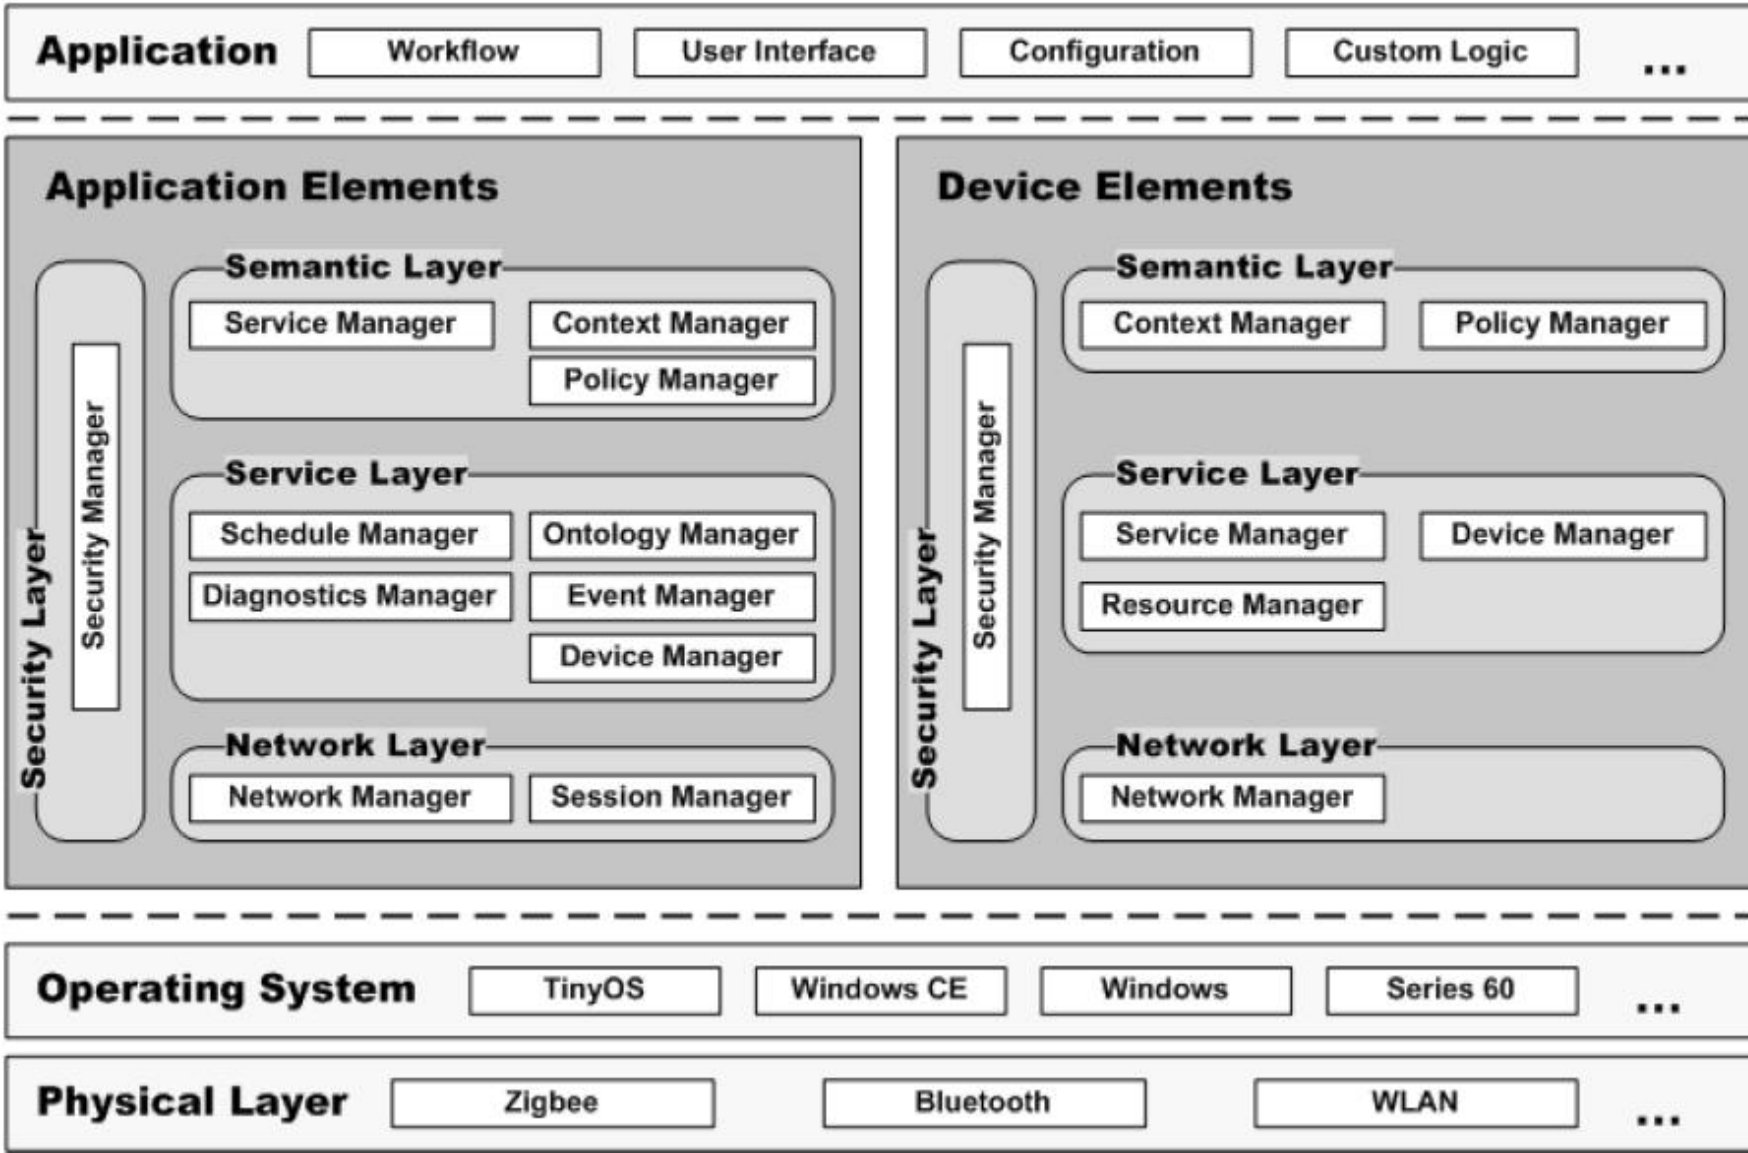 Application
Workflow
User Interface
Configuration
Custom Logic
...
Application Elements
Security Layer
Security Manager
Semantic Layer
Service Manager
Context Manager
Policy Manager
Service Layer
Schedule Manager
Ontology Manager
Diagnostics Manager
Event Manager
Device Manager
Network Layer
Network Manager
Session Manager
Device Elements
Security Layer
Security Manager
Semantic Layer
Context Manager
Policy Manager
Service Layer
Service Manager
Device Manager
Resource Manager
Network Layer
Network Manager
Operating System
TinyOS
Windows CE
Windows
Series 60
...
Physical Layer
Zigbee
Bluetooth
WLAN
...